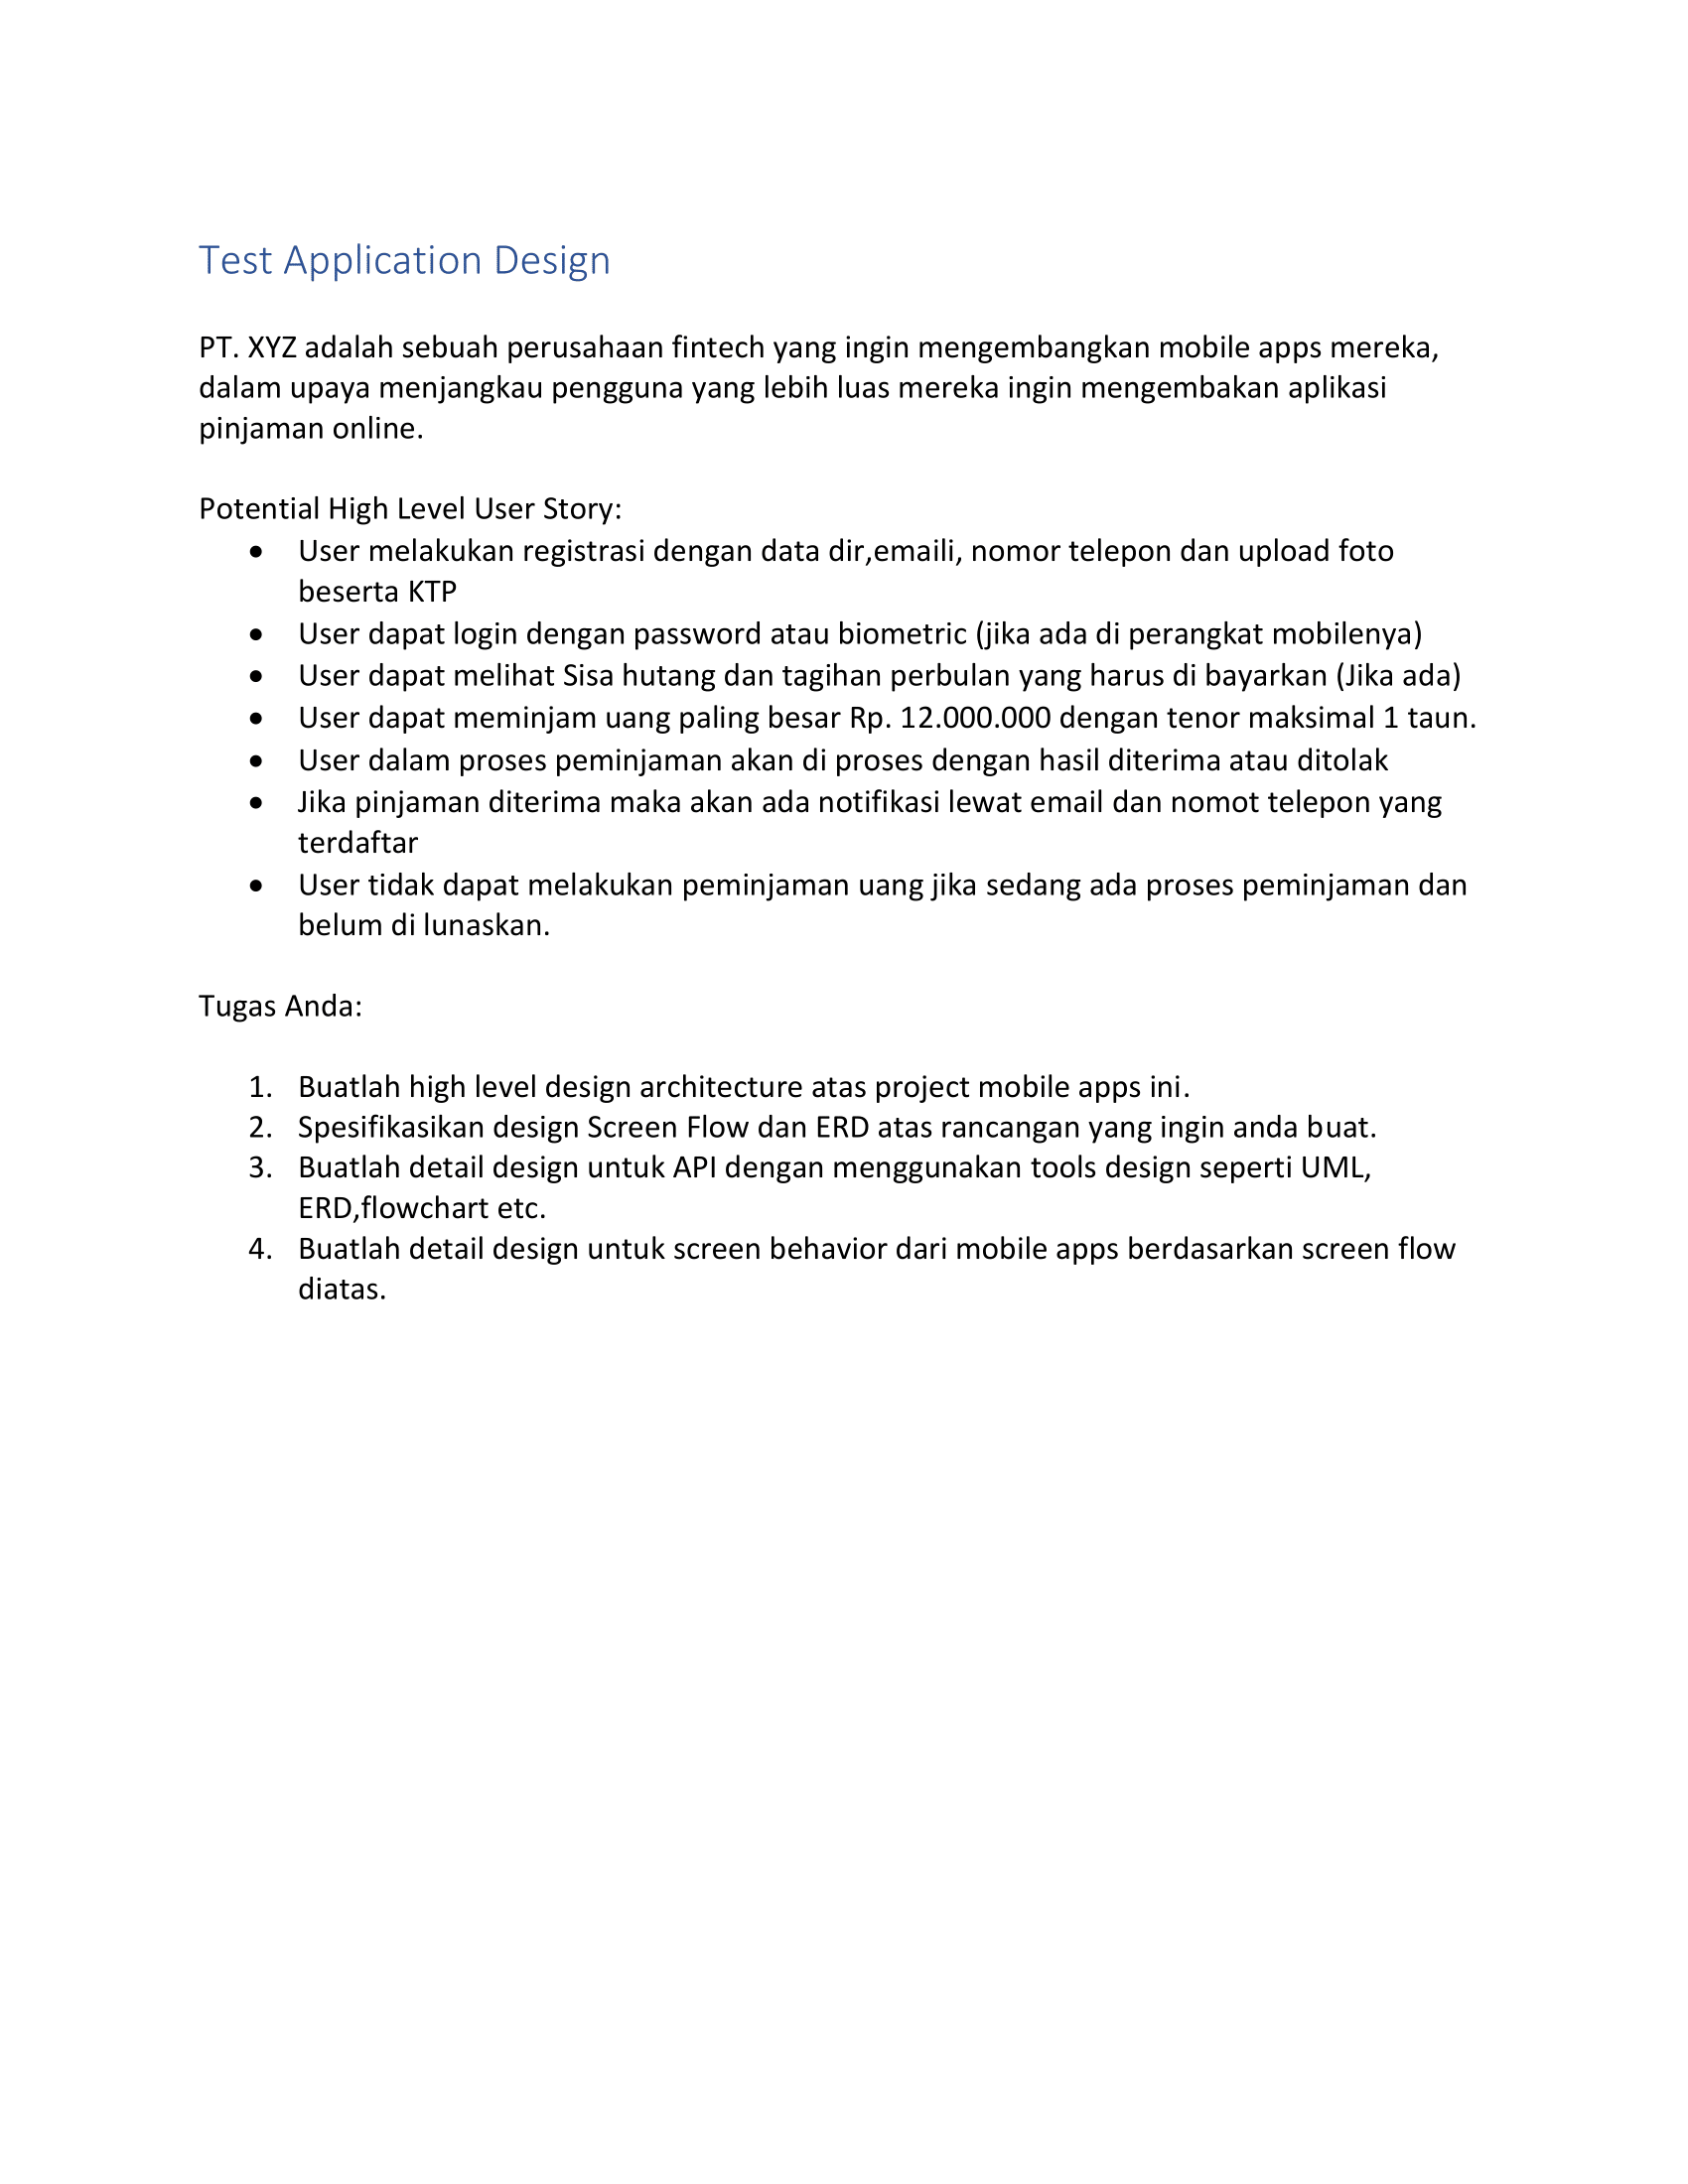 Test Application Design
PT. XYZ adalah sebuah perusahaan fintech yang ingin mengembangkan mobile apps mereka,
dalam upaya menjangkau pengguna yang lebih luas mereka ingin mengembakan aplikasi
pinjaman online.
Potential High Level User Story:
• User melakukan registrasi dengan data dir,emaili, nomor telepon dan upload foto
beserta KTP
• User dapat login dengan password atau biometric (jika ada di perangkat mobilenya)
• User dapat melihat Sisa hutang dan tagihan perbulan yang harus di bayarkan (Jika ada)
• User dapat meminjam uang paling besar Rp. 12.000.000 dengan tenor maksimal 1 taun.
• User dalam proses peminjaman akan di proses dengan hasil diterima atau ditolak
• Jika pinjaman diterima maka akan ada notifikasi lewat email dan nomot telepon yang
terdaftar
• User tidak dapat melakukan peminjaman uang jika sedang ada proses peminjaman dan
belum di lunaskan.
Tugas Anda:
1. Buatlah high level design architecture atas project mobile apps ini.
2. Spesifikasikan design Screen Flow dan ERD atas rancangan yang ingin anda buat.
3. Buatlah detail design untuk API dengan menggunakan tools design seperti UML,
ERD,flowchart etc.
4. Buatlah detail design untuk screen behavior dari mobile apps berdasarkan screen flow
diatas.